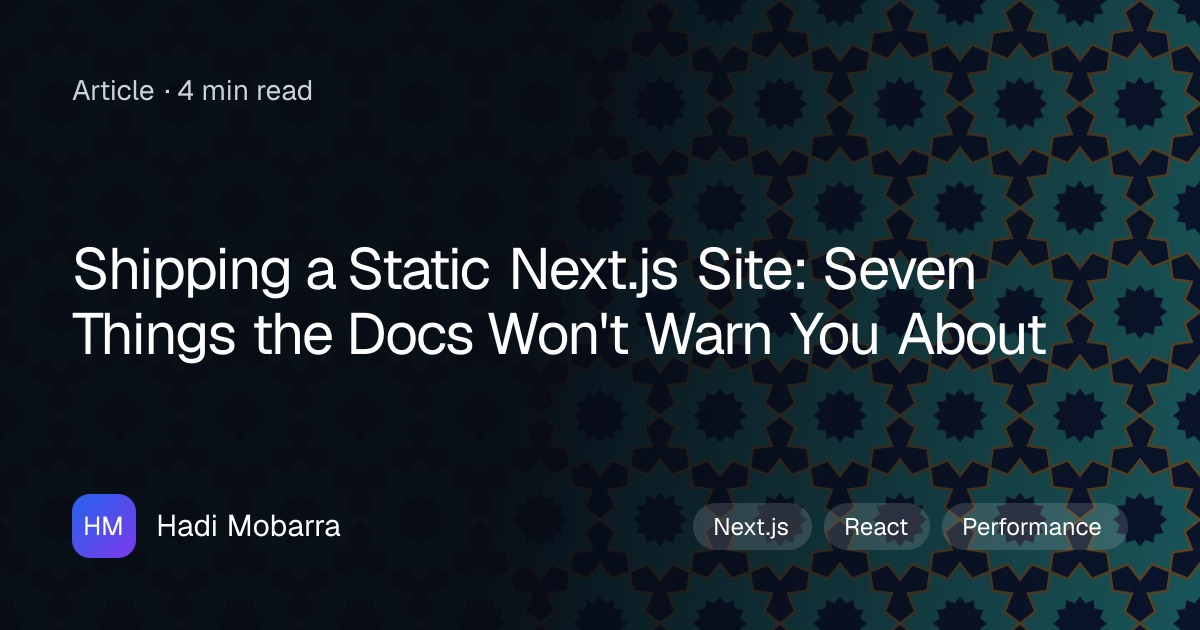 Article · 4 min read
Shipping a Static Next.js Site: Seven
Things the Docs Won't Warn You About
HM
Hadi Mobarra
Next.js
React
Performance